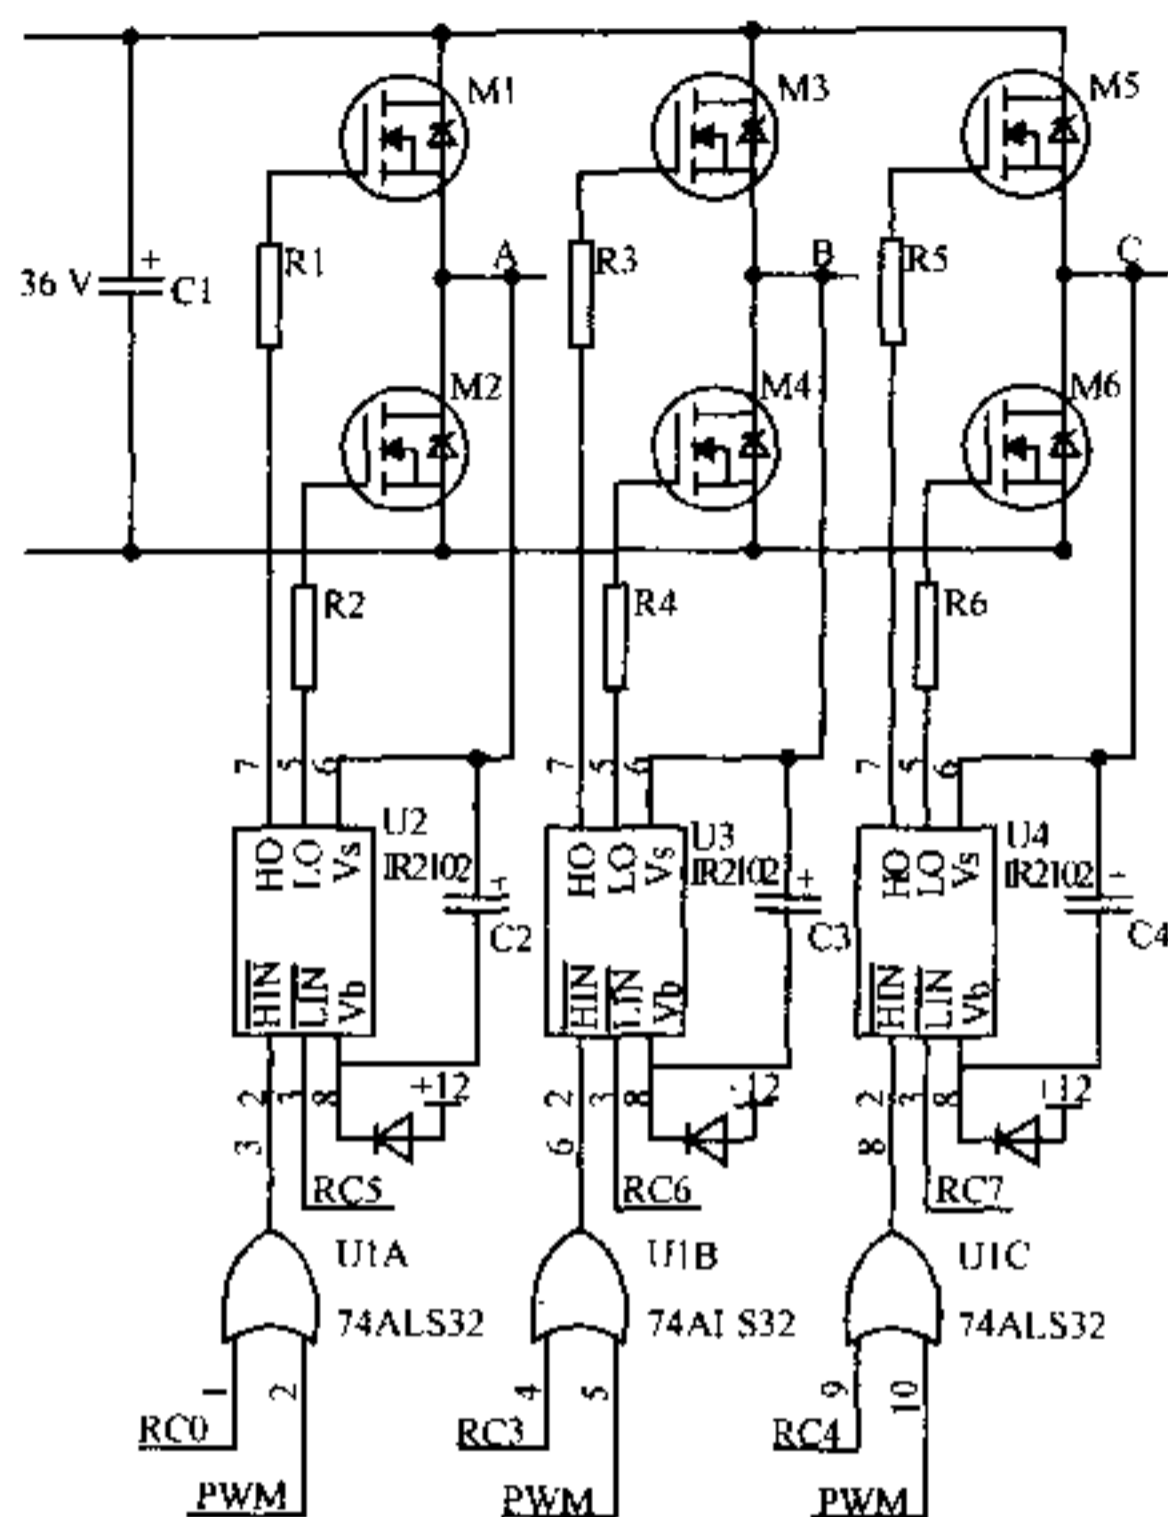 M1
M3
M5
R1
A
R3
B
R5
C
36 V
+
C1
M2
M4
M6
R2
R4
R6
7
5
6
7
5
6
7
5
6
HO
LO
Vs
U2
IR2102
+
C2
HO
LO
Vs
U3
IR2102
+
C3
HO
LO
Vs
U4
IR2102
C4
HIN
LIN
Vb
HIN
LIN
Vb
HIN
LIN
Vb
2
3
8
+12
2
3
8
12
2
3
8
+12
3
6
8
RC5
RC6
RC7
U1A
U1B
U1C
74ALS32
74ALS32
74ALS32
1
2
4
5
9
10
RC0
RC3
RC4
PWM
PWM
PWM